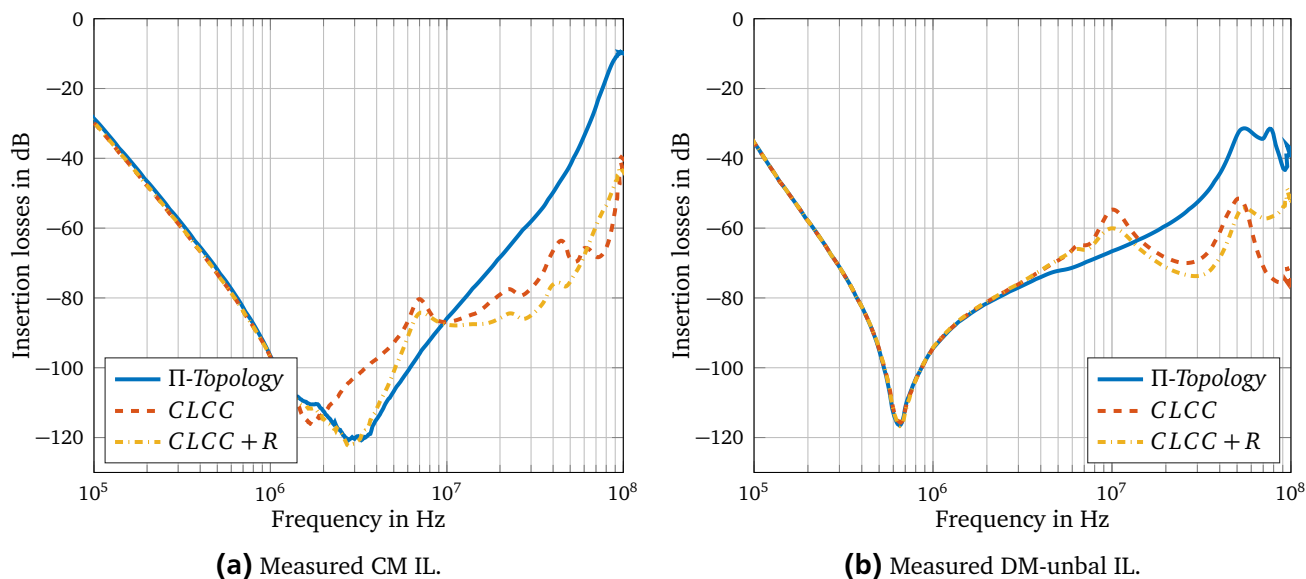 0
−20
−40
−60
−80
−100
−120
Insertion losses in dB
Π-Topology
CLCC
CLCC + R
10^5
10^6
10^7
10^8
Frequency in Hz
(a) Measured CM IL.
0
−20
−40
−60
−80
−100
−120
Insertion losses in dB
Π-Topology
CLCC
CLCC + R
10^5
10^6
10^7
10^8
Frequency in Hz
(b) Measured DM-unbal IL.